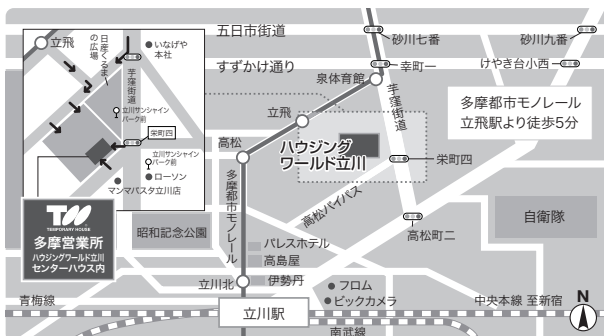 五日市街道
砂川七番
砂川九番
すずかけ通り
幸町一
けやき台小西
泉体育館
芋窪街道
多摩都市モノレール
立飛駅より徒歩5分
立飛
ハウジング
ワールド立川
栄町四
高松
高松バイパス
高松町二
自衛隊
多摩都市モノレール
昭和記念公園
パレスホテル
高島屋
伊勢丹
立川北
フロム
ビックカメラ
青梅線
立川駅
中央本線 至新宿
南武線
N
立飛
日産くるま
の広場
いなげや
本社
芋窪街道
立川サンシャイン
パーク前
栄町四
立川サンシャイン
パーク前
ローソン
マンマパスタ立川店
TEMPORARY HOUSE
多摩営業所
ハウジングワールド立川
センターハウス内